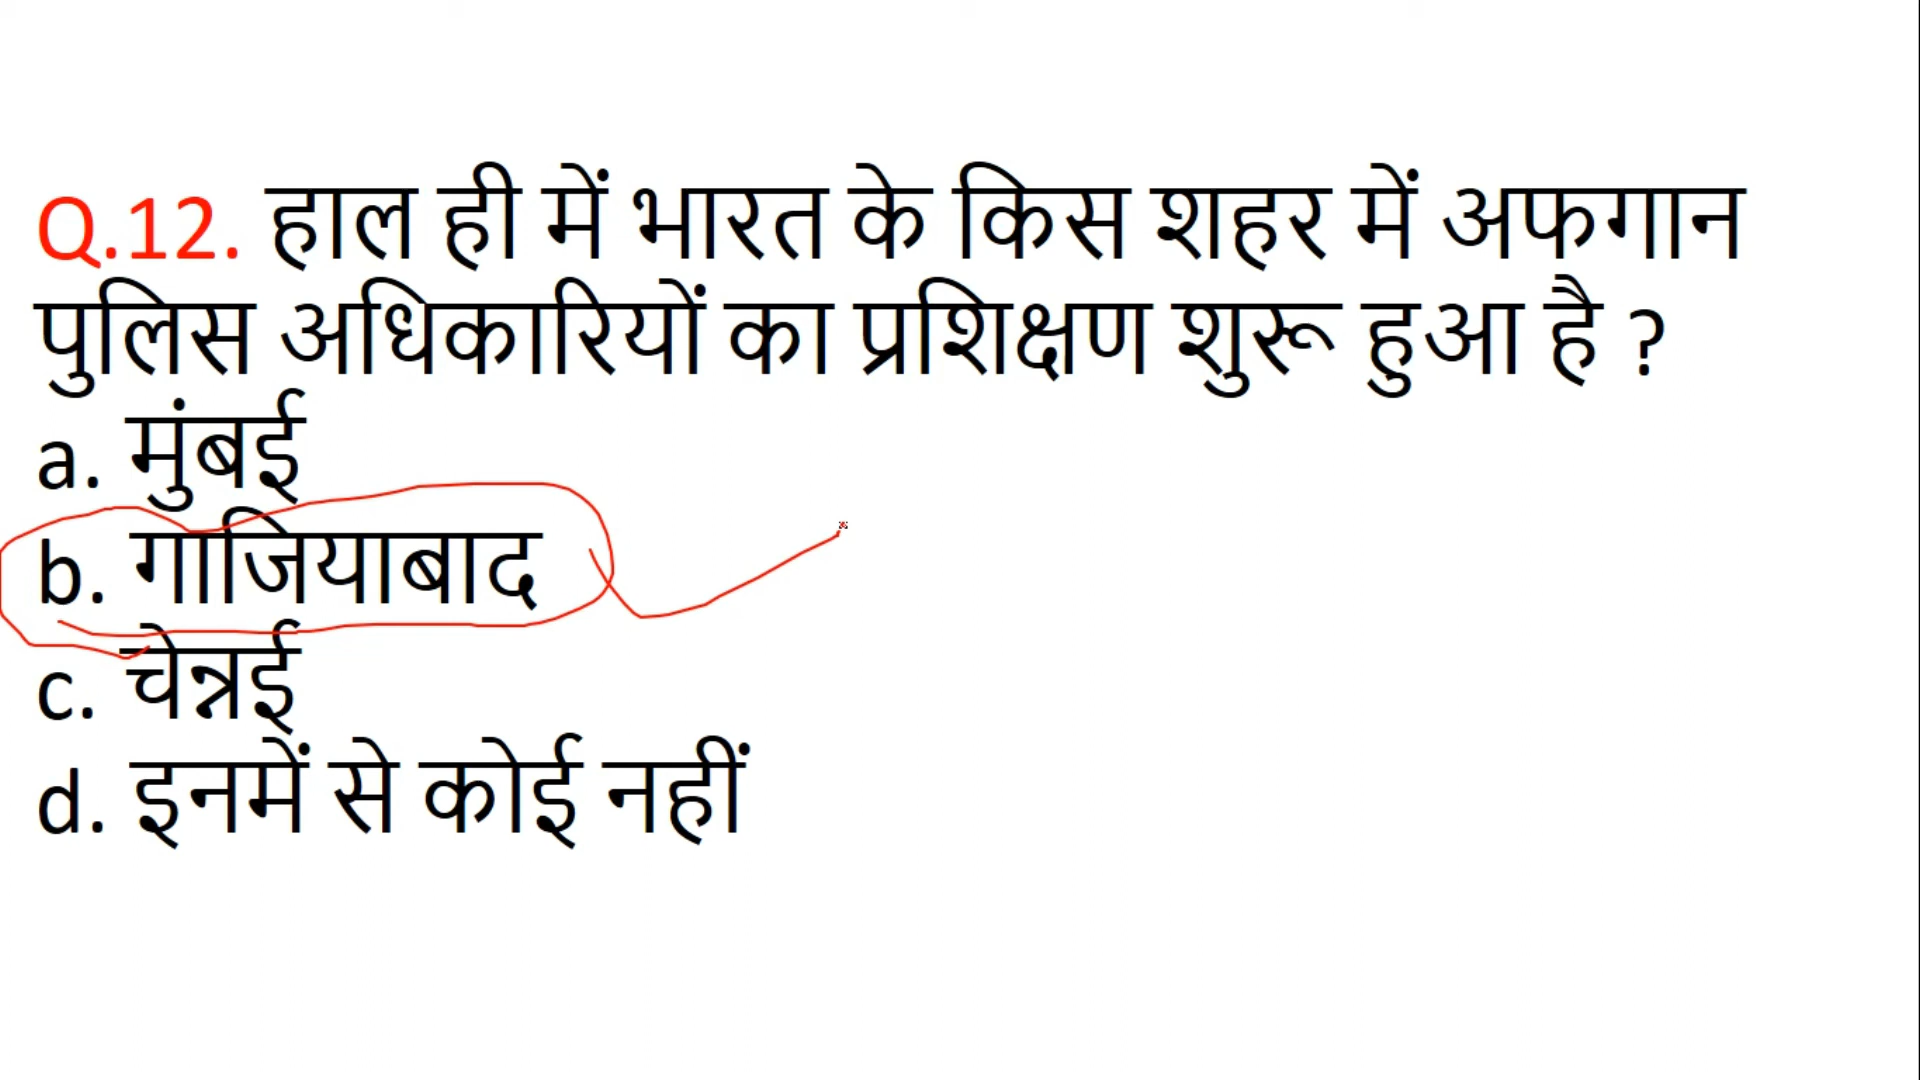 Q.12. हाल ही में भारत के किस शहर में अफगान
पुलिस अधिकारियों का प्रशिक्षण शुरू हुआ है ?
a. मुंबई
b. गाजियाबाद
c. चेन्नई
d. इनमें से कोई नहीं